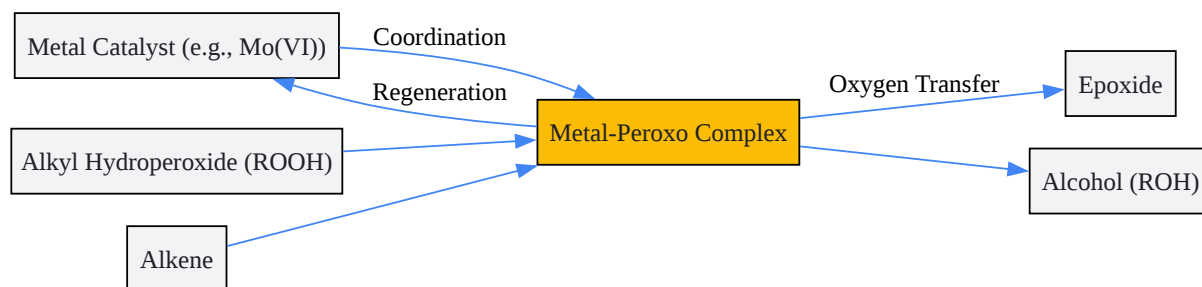 Metal Catalyst (e.g., Mo(VI))
Coordination
Regeneration
Alkyl Hydroperoxide (ROOH)
Alkene
Metal-Peroxo Complex
Oxygen Transfer
Epoxide
Alcohol (ROH)